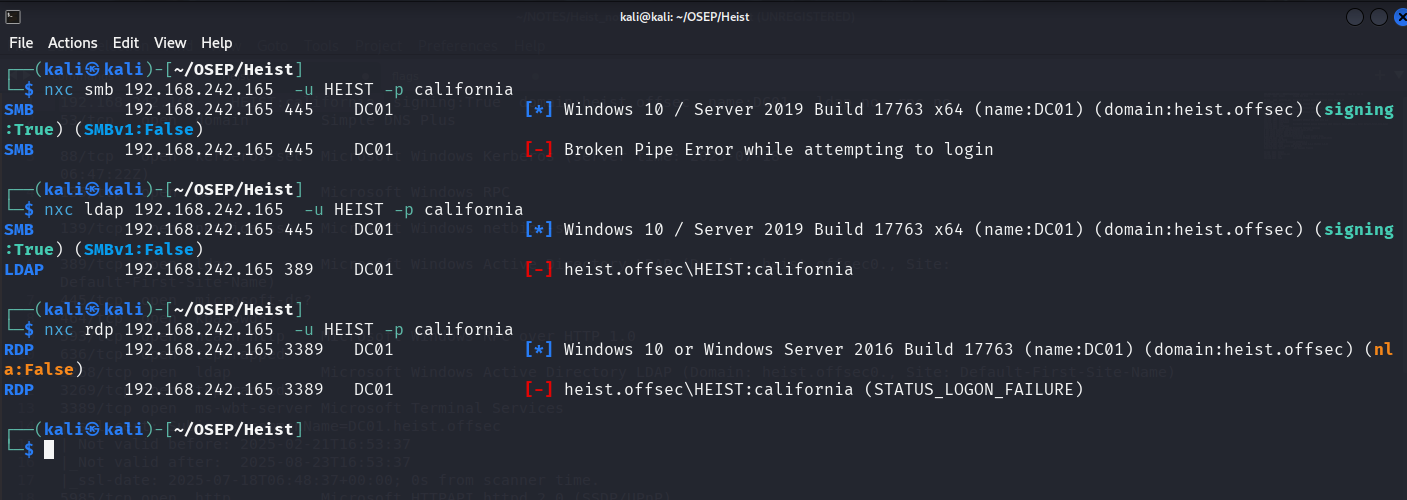 kali@kali: ~/OSEP/Heist
File Actions Edit View Help
┌──(kali㉿kali)-[~/OSEP/Heist]
└─$ nxc smb 192.168.242.165  -u HEIST -p california
SMB         192.168.242.165 445    DC01             [*] Windows 10 / Server 2019 Build 17763 x64 (name:DC01) (domain:heist.offsec) (signing
:True) (SMBv1:False)
SMB         192.168.242.165 445    DC01             [-] Broken Pipe Error while attempting to login
┌──(kali㉿kali)-[~/OSEP/Heist]
└─$ nxc ldap 192.168.242.165  -u HEIST -p california
SMB         192.168.242.165 445    DC01             [*] Windows 10 / Server 2019 Build 17763 x64 (name:DC01) (domain:heist.offsec) (signing
:True) (SMBv1:False)
LDAP        192.168.242.165 389    DC01             [-] heist.offsec\HEIST:california
┌──(kali㉿kali)-[~/OSEP/Heist]
└─$ nxc rdp 192.168.242.165  -u HEIST -p california
RDP         192.168.242.165 3389   DC01             [*] Windows 10 or Windows Server 2016 Build 17763 (name:DC01) (domain:heist.offsec) (nl
a:False)
RDP         192.168.242.165 3389   DC01             [-] heist.offsec\HEIST:california (STATUS_LOGON_FAILURE)
┌──(kali㉿kali)-[~/OSEP/Heist]
└─$